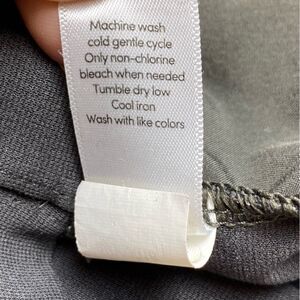 Machine wash
cold gentle cycle
Only non-chlorine
bleach when needed
Tumble dry low
Cool iron
Wash with like colors